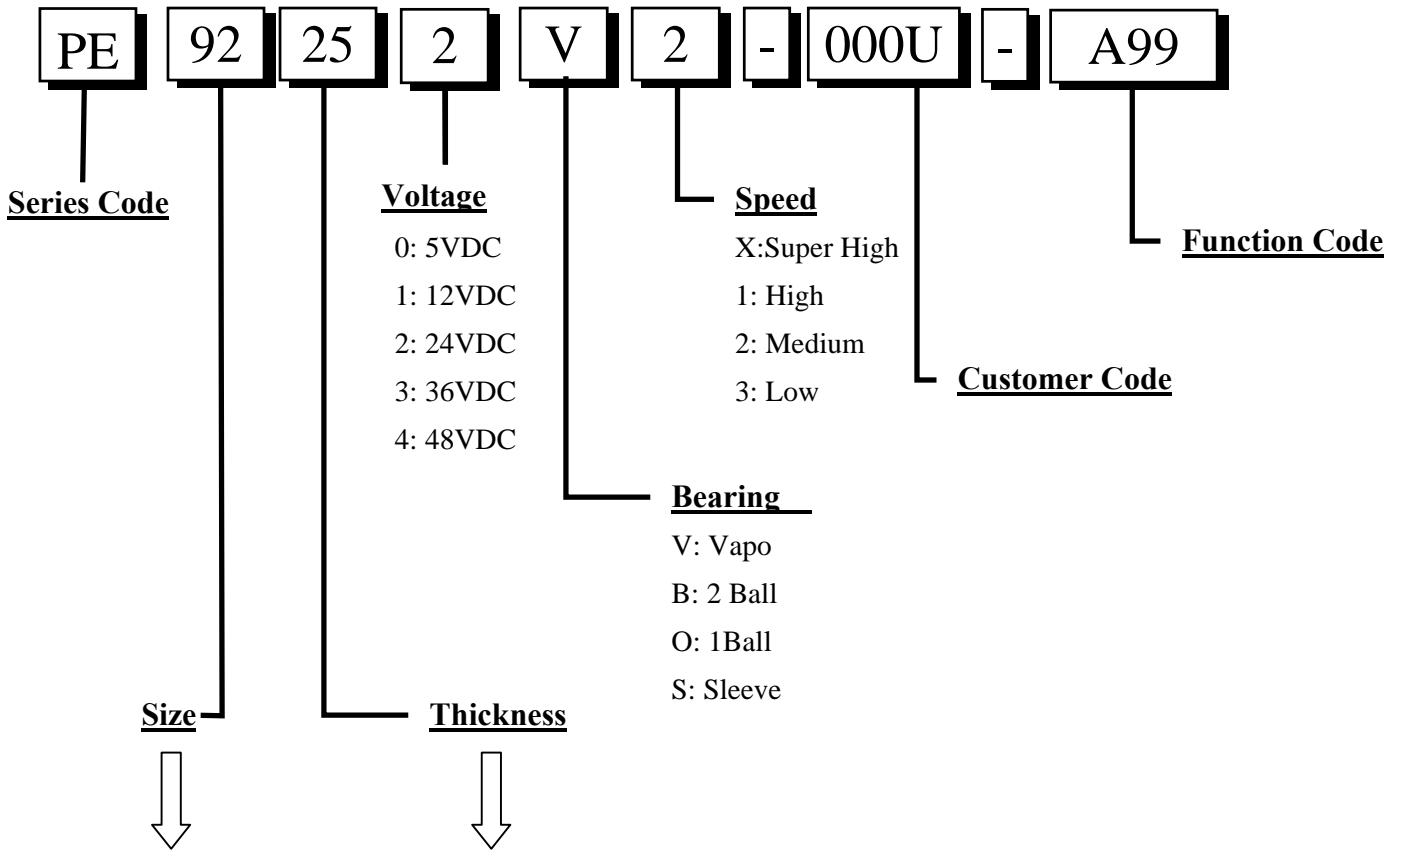 PE 92 25 2 V 2 - 000U - A99
Series Code
Voltage
0: 5VDC
1: 12VDC
2: 24VDC
3: 36VDC
4: 48VDC
Speed
X:Super High
1: High
2: Medium
3: Low
Function Code
Customer Code
Bearing
V: Vapo
B: 2 Ball
O: 1Ball
S: Sleeve
Size
Thickness